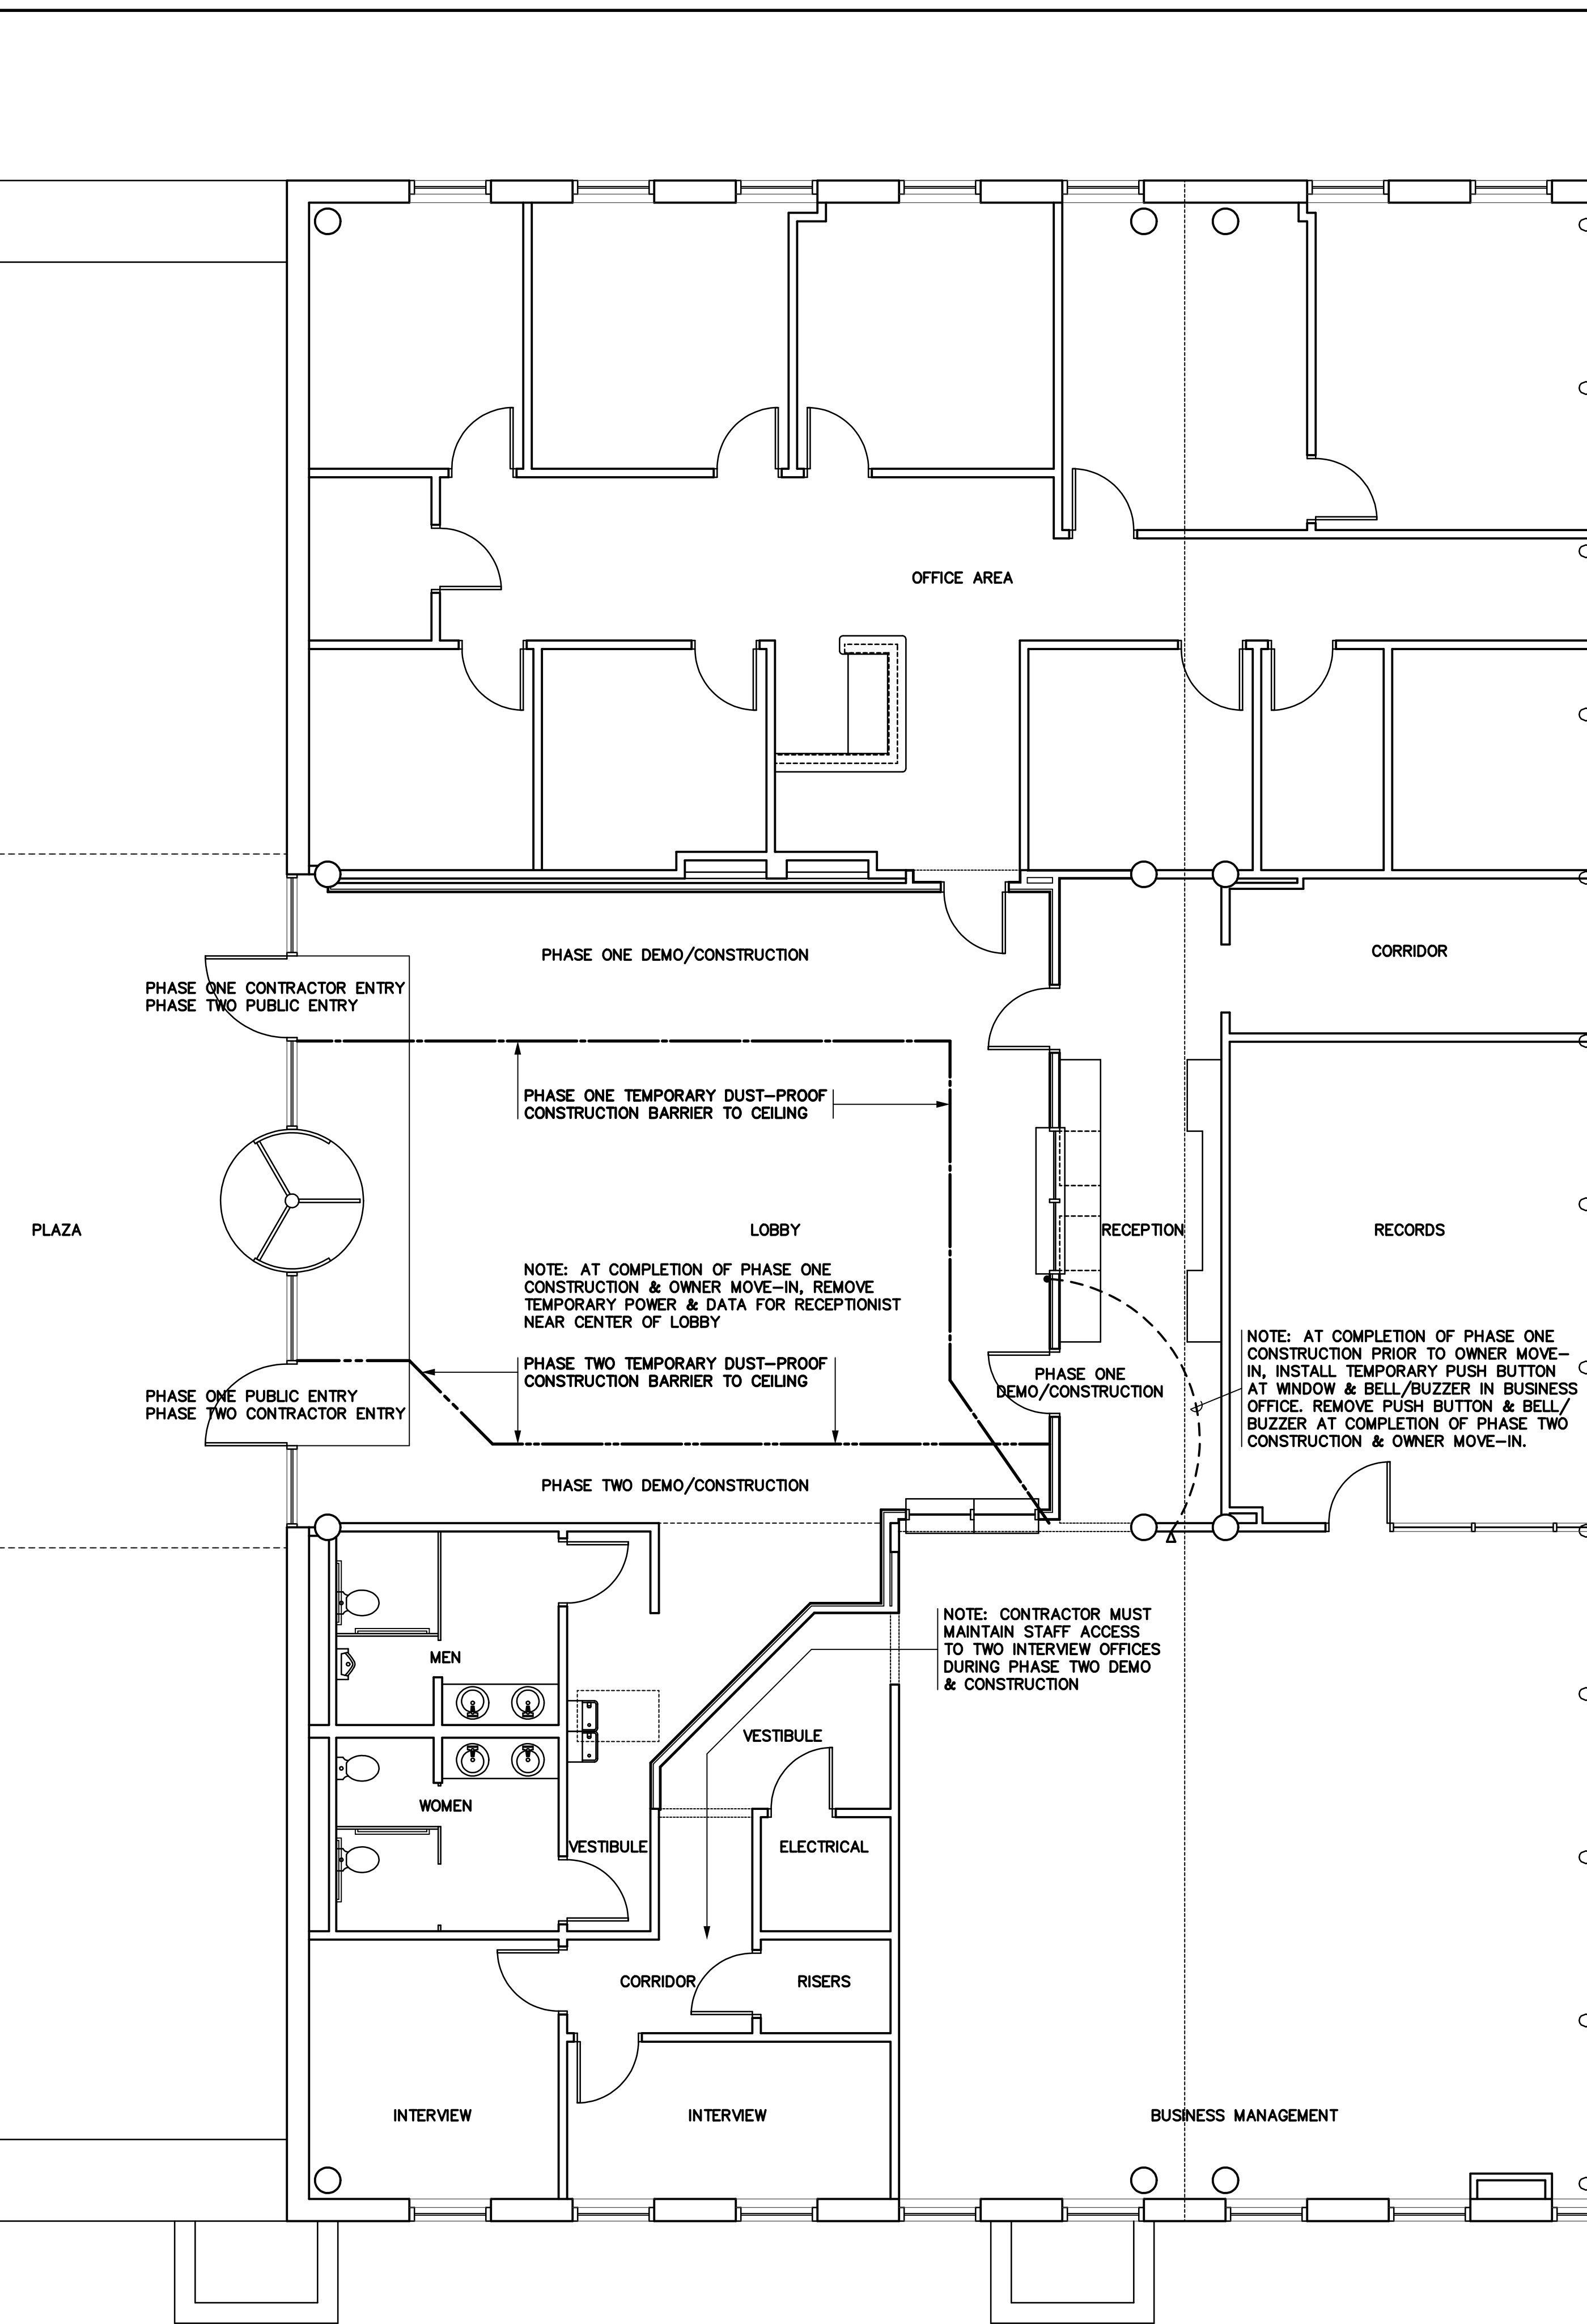 OFFICE AREA
PHASE ONE DEMO/CONSTRUCTION
CORRIDOR
PHASE ONE CONTRACTOR ENTRY
PHASE TWO PUBLIC ENTRY
PHASE ONE TEMPORARY DUST-PROOF
CONSTRUCTION BARRIER TO CEILING
PLAZA
LOBBY
RECEPTION
RECORDS
NOTE: AT COMPLETION OF PHASE ONE
CONSTRUCTION & OWNER MOVE-IN, REMOVE
TEMPORARY POWER & DATA FOR RECEPTIONIST
NEAR CENTER OF LOBBY
NOTE: AT COMPLETION OF PHASE ONE
CONSTRUCTION PRIOR TO OWNER MOVE-
IN, INSTALL TEMPORARY PUSH BUTTON
AT WINDOW & BELL/BUZZER IN BUSINESS
OFFICE. REMOVE PUSH BUTTON & BELL/
BUZZER AT COMPLETION OF PHASE TWO
CONSTRUCTION & OWNER MOVE-IN.
PHASE TWO TEMPORARY DUST-PROOF
CONSTRUCTION BARRIER TO CEILING
PHASE ONE
DEMO/CONSTRUCTION
PHASE ONE PUBLIC ENTRY
PHASE TWO CONTRACTOR ENTRY
PHASE TWO DEMO/CONSTRUCTION
NOTE: CONTRACTOR MUST
MAINTAIN STAFF ACCESS
TO TWO INTERVIEW OFFICES
DURING PHASE TWO DEMO
& CONSTRUCTION
MEN
VESTIBULE
WOMEN
VESTIBULE
ELECTRICAL
CORRIDOR
RISERS
INTERVIEW
INTERVIEW
BUSINESS MANAGEMENT